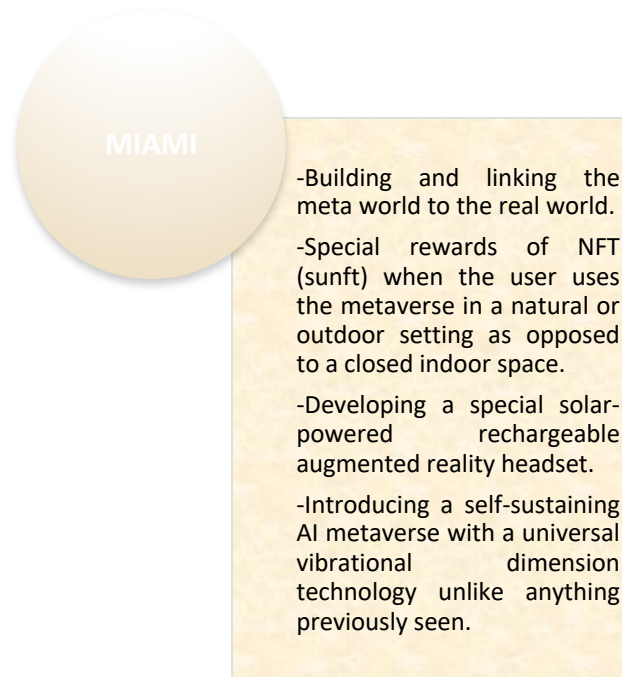 MIAMI
-Building and linking the
meta world to the real world.
-Special rewards of NFT
(sunft) when the user uses
the metaverse in a natural or
outdoor setting as opposed
to a closed indoor space.
-Developing a special solar-
powered rechargeable
augmented reality headset.
-Introducing a self-sustaining
AI metaverse with a universal
vibrational dimension
technology unlike anything
previously seen.